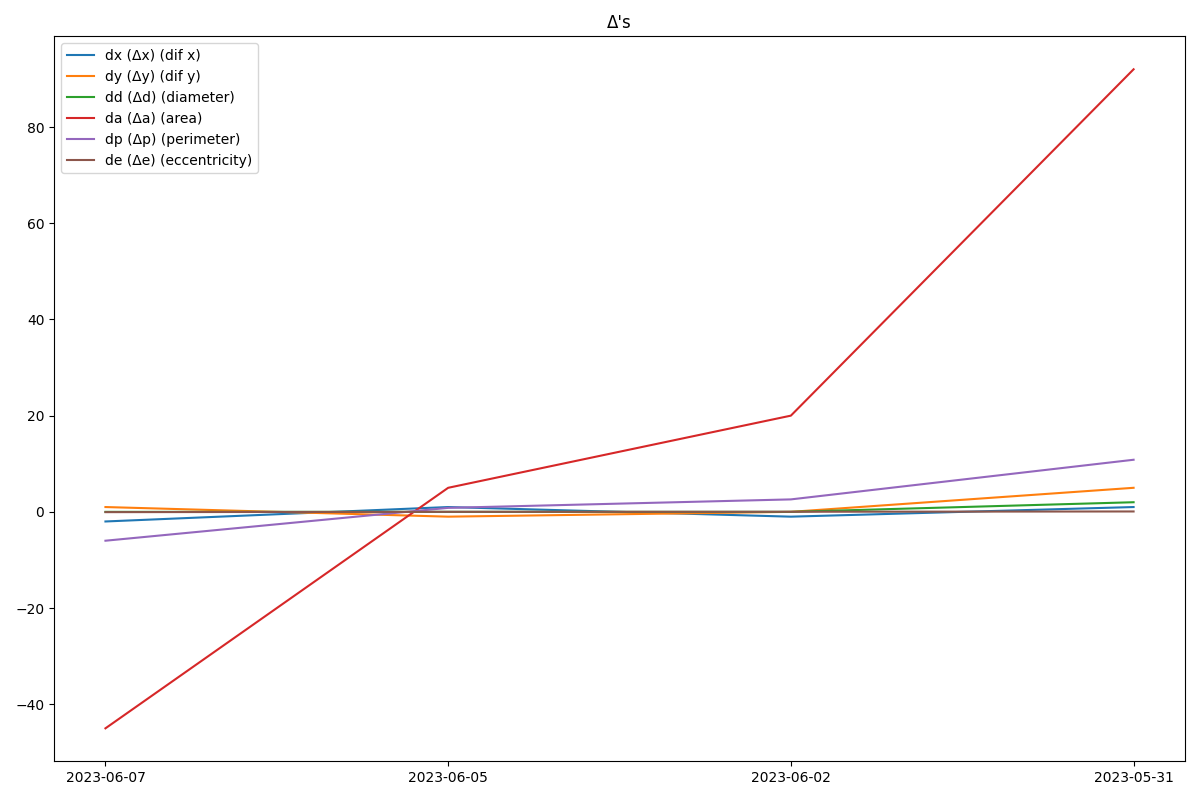 Δ's
dx (Δx) (dif x)
dy (Δy) (dif y)
dd (Δd) (diameter)
da (Δa) (area)
dp (Δp) (perimeter)
de (Δe) (eccentricity)
80
60
40
20
0
−20
−40
2023-06-07 2023-06-05 2023-06-02 2023-05-31